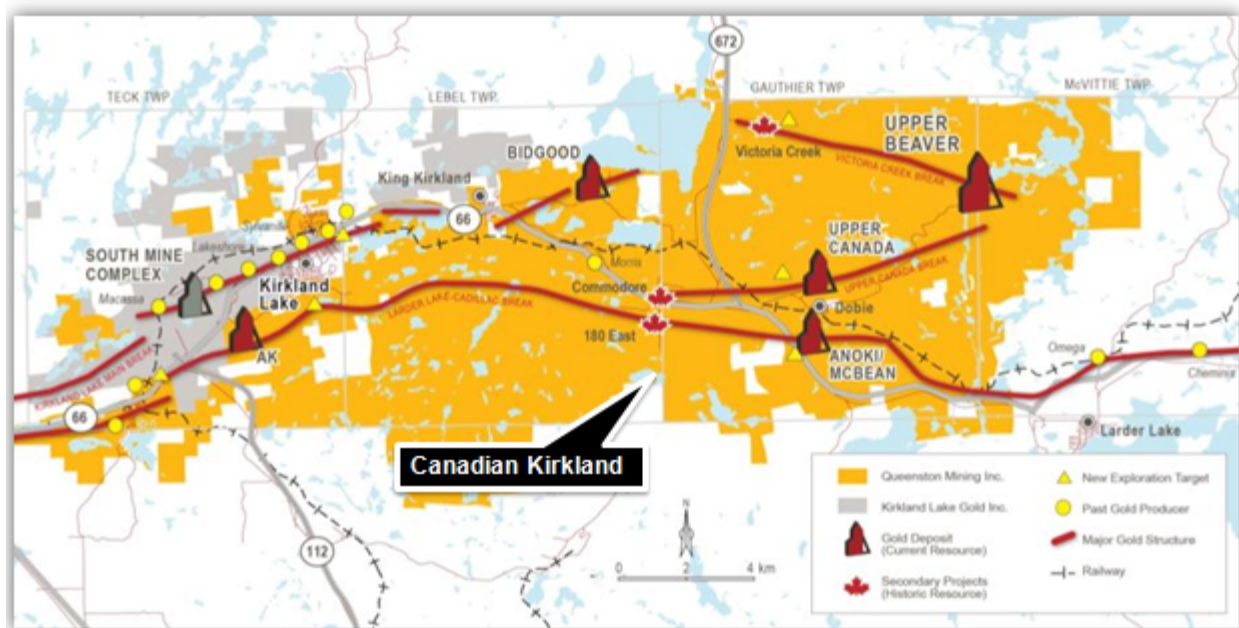 672
TECK TWP.
LEBEL TWP.
GAUTHIER TWP
McVITTIE TWP.
UPPER
BEAVER
Victoria Creek
VICTORIA CREEK BREAK
BIDGOOD
King Kirkland
66
Sylvanite
Lakeshore
SOUTH MINE
COMPLEX
Macassa
Kirkland
Lake
UPPER
CANADA
UPPER CANADA BREAK
Morris
Commodore
LARDER LAKE-CADILLAC BREAK
180 East
Dobie
AK
ANOKI/
MCBEAN
Omega
Cheminis
KIRKLAND LAKE MAIN BREAK
66
Larder Lake
Canadian Kirkland
112
N
0 2 4 km
Queenston Mining Inc.
Kirkland Lake Gold Inc.
Gold Deposit
(Current Resource)
Secondary Projects
(Historic Resource)
New Exploration Target
Past Gold Producer
Major Gold Structure
Railway